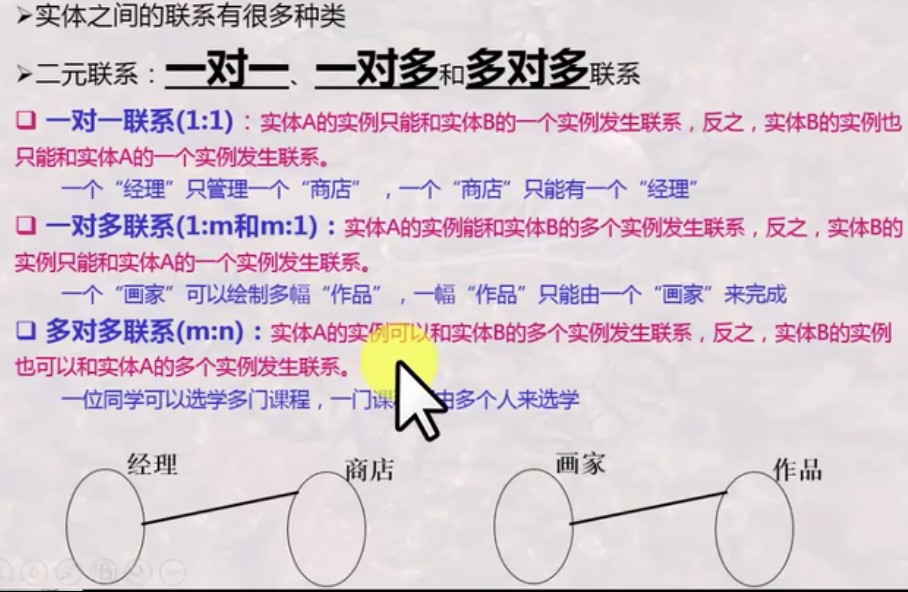 ➢实体之间的联系有很多种类
➢二元联系：一对一、一对多和多对多联系
❑ 一对一联系(1:1)：实体A的实例只能和实体B的一个实例发生联系，反之，实体B的实例也
只能和实体A的一个实例发生联系。
一个“经理”只管理一个“商店”，一个“商店”只能有一个“经理”
❑ 一对多联系(1:m和m:1)：实体A的实例能和实体B的多个实例发生联系，反之，实体B的
实例只能和实体A的一个实例发生联系。
一个“画家”可以绘制多幅“作品”，一幅“作品”只能由一个“画家”来完成
❑ 多对多联系(m:n)：实体A的实例可以和实体B的多个实例发生联系，反之，实体B的实例
也可以和实体A的多个实例发生联系。
一位同学可以选学多门课程，一门课由多个人来选学
经理 商店 画家 作品